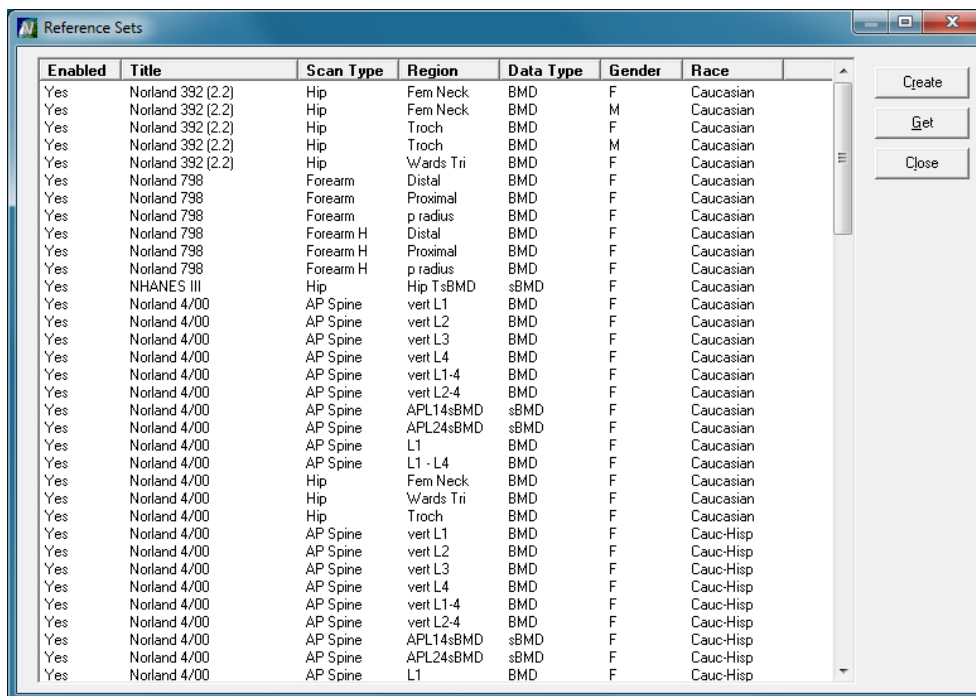 Reference Sets
Enabled Title Scan Type Region Data Type Gender Race
Yes Norland 392 (2.2) Hip Fem Neck BMD F Caucasian
Yes Norland 392 (2.2) Hip Fem Neck BMD M Caucasian
Yes Norland 392 (2.2) Hip Troch BMD F Caucasian
Yes Norland 392 (2.2) Hip Troch BMD M Caucasian
Yes Norland 392 (2.2) Hip Wards Tri BMD F Caucasian
Yes Norland 798 Forearm Distal BMD F Caucasian
Yes Norland 798 Forearm Proximal BMD F Caucasian
Yes Norland 798 Forearm p radius BMD F Caucasian
Yes Norland 798 Forearm H Distal BMD F Caucasian
Yes Norland 798 Forearm H Proximal BMD F Caucasian
Yes Norland 798 Forearm H p radius BMD F Caucasian
Yes NHANES III Hip Hip TsBMD sBMD F Caucasian
Yes Norland 4/00 AP Spine vert L1 BMD F Caucasian
Yes Norland 4/00 AP Spine vert L2 BMD F Caucasian
Yes Norland 4/00 AP Spine vert L3 BMD F Caucasian
Yes Norland 4/00 AP Spine vert L4 BMD F Caucasian
Yes Norland 4/00 AP Spine vert L1-4 BMD F Caucasian
Yes Norland 4/00 AP Spine vert L2-4 BMD F Caucasian
Yes Norland 4/00 AP Spine APL14sBMD sBMD F Caucasian
Yes Norland 4/00 AP Spine APL24sBMD sBMD F Caucasian
Yes Norland 4/00 AP Spine L1 BMD F Caucasian
Yes Norland 4/00 AP Spine L1 - L4 BMD F Caucasian
Yes Norland 4/00 Hip Fem Neck BMD F Caucasian
Yes Norland 4/00 Hip Wards Tri BMD F Caucasian
Yes Norland 4/00 Hip Troch BMD F Caucasian
Yes Norland 4/00 AP Spine vert L1 BMD F Cauc-Hisp
Yes Norland 4/00 AP Spine vert L2 BMD F Cauc-Hisp
Yes Norland 4/00 AP Spine vert L3 BMD F Cauc-Hisp
Yes Norland 4/00 AP Spine vert L4 BMD F Cauc-Hisp
Yes Norland 4/00 AP Spine vert L1-4 BMD F Cauc-Hisp
Yes Norland 4/00 AP Spine vert L2-4 BMD F Cauc-Hisp
Yes Norland 4/00 AP Spine APL14sBMD sBMD F Cauc-Hisp
Yes Norland 4/00 AP Spine APL24sBMD sBMD F Cauc-Hisp
Yes Norland 4/00 AP Spine L1 BMD F Cauc-Hisp
Create
Get
Close